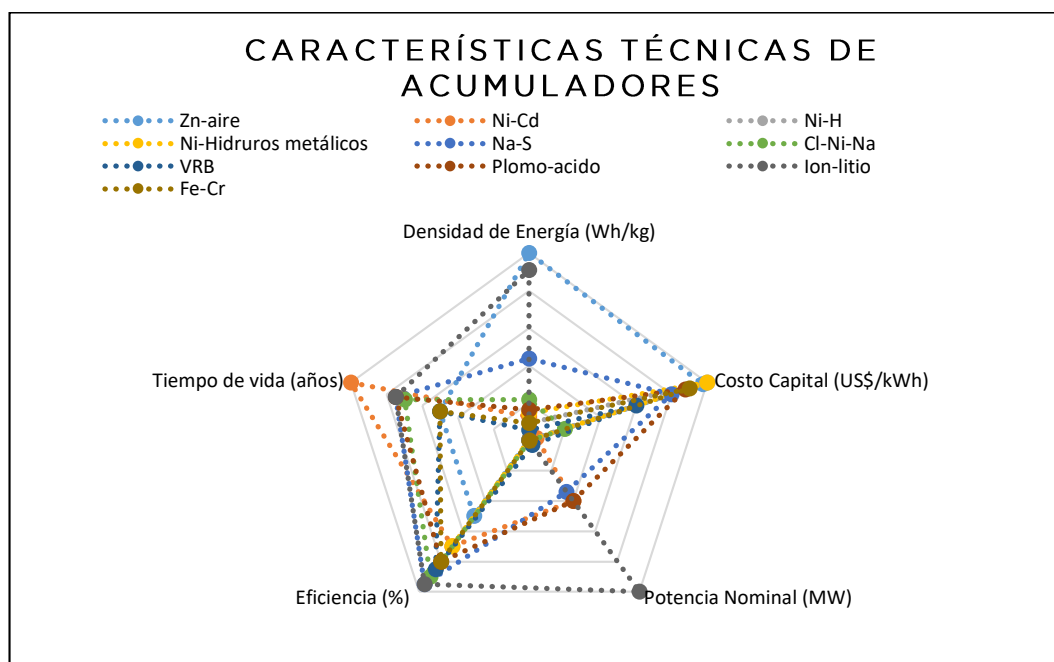 CARACTERÍSTICAS TÉCNICAS DE
ACUMULADORES
Zn-aire
Ni-Cd
Ni-H
Ni-Hidruros metálicos
Na-S
Cl-Ni-Na
VRB
Plomo-acido
Ion-litio
Fe-Cr
Densidad de Energía (Wh/kg)
Tiempo de vida (años)
Costo Capital (US$/kWh)
Eficiencia (%)
Potencia Nominal (MW)